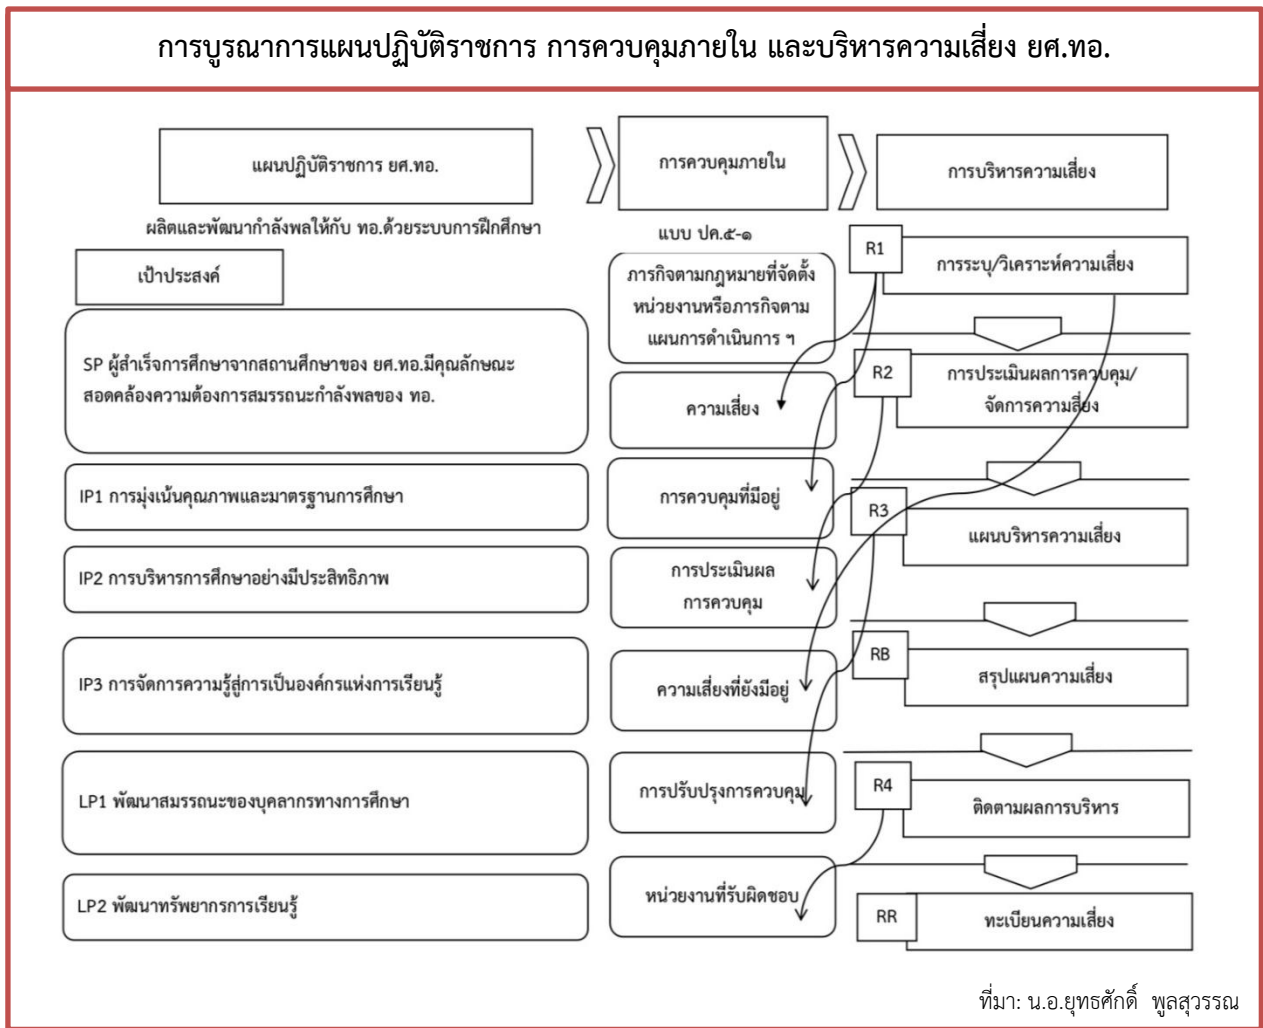 การบูรณาการแผนปฏิบัติราชการ การควบคุมภายใน และบริหารความเสี่ยง ยศ.ทอ.
แผนปฏิบัติราชการ ยศ.ทอ.
การควบคุมภายใน
การบริหารความเสี่ยง
ผลิตและพัฒนากำลังพลให้กับ ทอ.ด้วยระบบการฝึกศึกษา
เป้าประสงค์
SP ผู้สำเร็จการศึกษาจากสถานศึกษาของ ยศ.ทอ.มีคุณลักษณะ
สอดคล้องความต้องการสมรรถนะกำลังพลของ ทอ.
IP1 การมุ่งเน้นคุณภาพและมาตรฐานการศึกษา
IP2 การบริหารการศึกษาอย่างมีประสิทธิภาพ
IP3 การจัดการความรู้สู่การเป็นองค์กรแห่งการเรียนรู้
LP1 พัฒนาสมรรถนะของบุคลากรทางการศึกษา
LP2 พัฒนาทรัพยากรการเรียนรู้
แบบ ปค.๕-๑
ภารกิจตามกฎหมายที่จัดตั้ง
หน่วยงานหรือภารกิจตาม
แผนการดำเนินการ ฯ
ความเสี่ยง
การควบคุมที่มีอยู่
การประเมินผล
การควบคุม
ความเสี่ยงที่ยังมีอยู่
การปรับปรุงการควบคุม
หน่วยงานที่รับผิดชอบ
R1
การระบุ/วิเคราะห์ความเสี่ยง
R2
การประเมินผลการควบคุม/
จัดการความสี่ยง
R3
แผนบริหารความเสี่ยง
RB
สรุปแผนความเสี่ยง
R4
ติดตามผลการบริหาร
RR
ทะเบียนความเสี่ยง
ที่มา: น.อ.ยุทธศักดิ์ พูลสุวรรณ